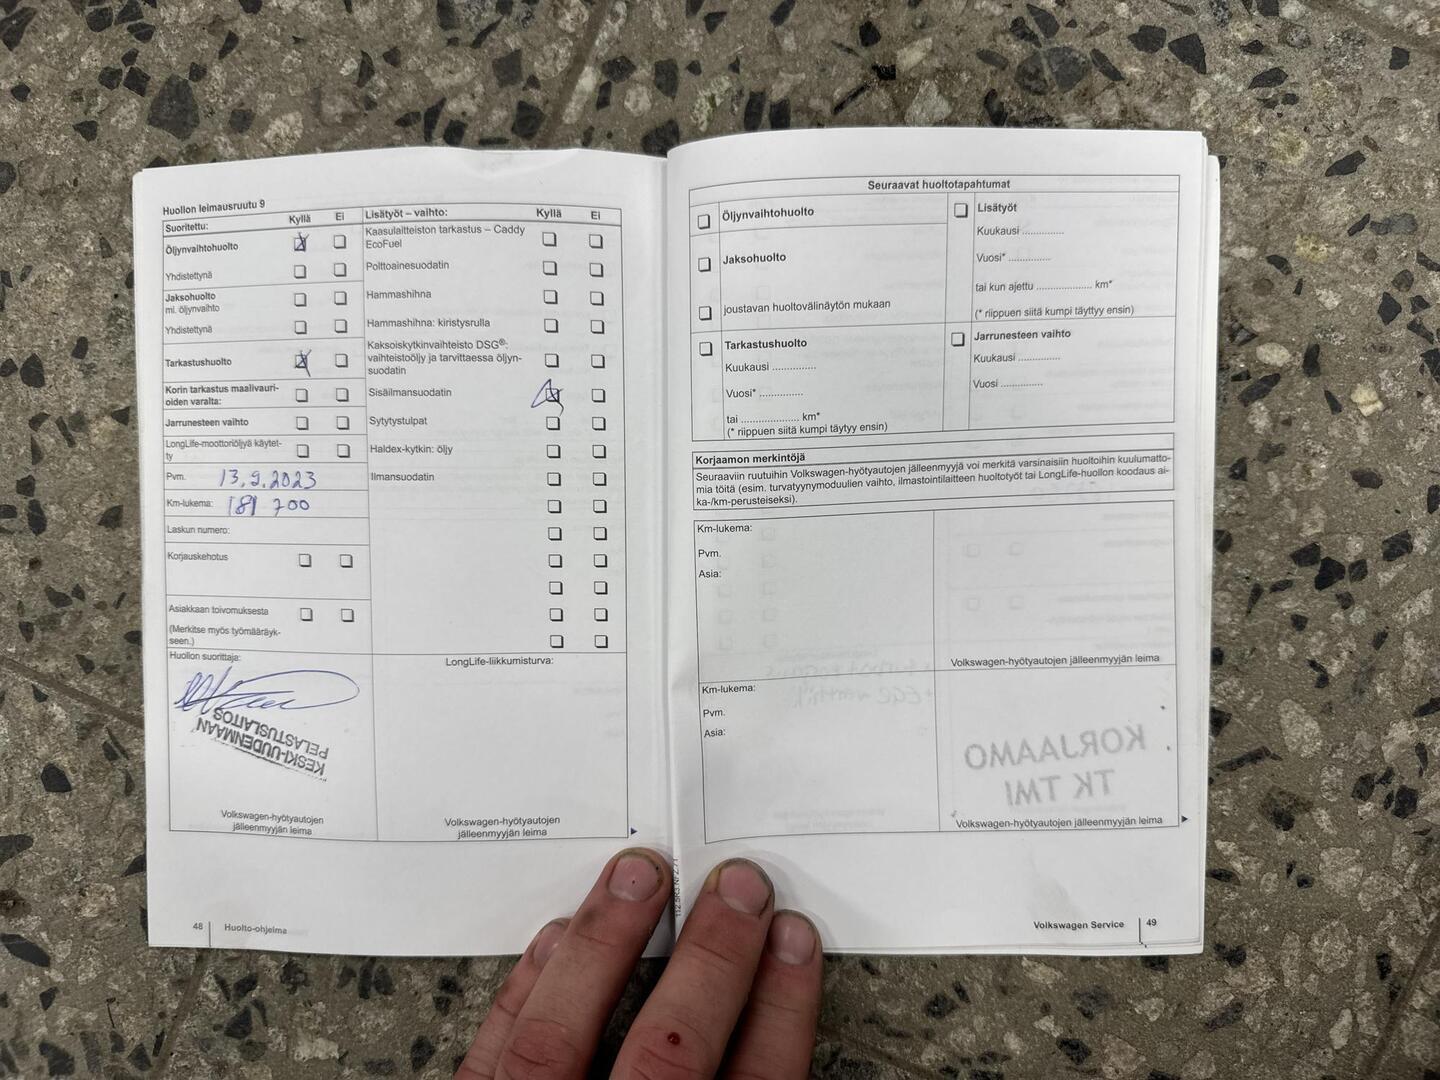 Huollon leimausruutu 9
Suoritettu: Kyllä Ei
Öljynvaihtohuolto
Yhdistettynä
Jaksohuolto
ml. öljynvaihto
Yhdistettynä
Tarkastushuolto
Korin tarkastus maalivauri-
oiden varalta:
Jarrunesteen vaihto
LongLife-moottoriöljyä käytet-
ty
Pvm. 13.9.2023
Km-lukema: 181 700
Laskun numero:
Korjauskehotus
Asiakkaan toivomuksesta
(Merkitse myös työmääräyk-
seen.)
Huollon suorittaja:
KESKI-UUDENMAAN
PELASTUSLAITOS
Volkswagen-hyötyautojen
jälleenmyyjän leima
Lisätyöt – vaihto: Kyllä Ei
Kaasulaitteiston tarkastus – Caddy
EcoFuel
Polttoainesuodatin
Hammashihna
Hammashihna: kiristysrulla
Kaksoiskytkinvaihteisto DSG®:
vaihteistoöljy ja tarvittaessa öljyn-
suodatin
Sisäilmansuodatin
Sytytystulpat
Haldex-kytkin: öljy
Ilmansuodatin
LongLife-liikkumisturva:
Volkswagen-hyötyautojen
jälleenmyyjän leima
48 Huolto-ohjelma
Seuraavat huoltotapahtumat
Öljynvaihtohuolto
Jaksohuolto
joustavan huoltovälinäytön mukaan
Tarkastushuolto
Kuukausi ...............
Vuosi* ...............
tai .................... km*
(* riippuen siitä kumpi täytyy ensin)
Lisätyöt
Kuukausi ..............
Vuosi* ...............
tai kun ajettu ................... km*
(* riippuen siitä kumpi täyttyy ensin)
Jarrunesteen vaihto
Kuukausi ..............
Vuosi ..............
Korjaamon merkintöjä
Seuraaviin ruutuihin Volkswagen-hyötyautojen jälleenmyyjä voi merkitä varsinaisiin huoltoihin kuulumatto-
mia töitä (esim. turvatyynymoduulien vaihto, ilmastointilaitteen huoltotyöt tai LongLife-huollon koodaus ai-
ka-/km-perusteiseksi).
Km-lukema:
Pvm.
Asia:
Volkswagen-hyötyautojen jälleenmyyjän leima
Km-lukema:
Pvm.
Asia:
KORJAAMO
TK TMI
Volkswagen-hyötyautojen jälleenmyyjän leima
Volkswagen Service 49